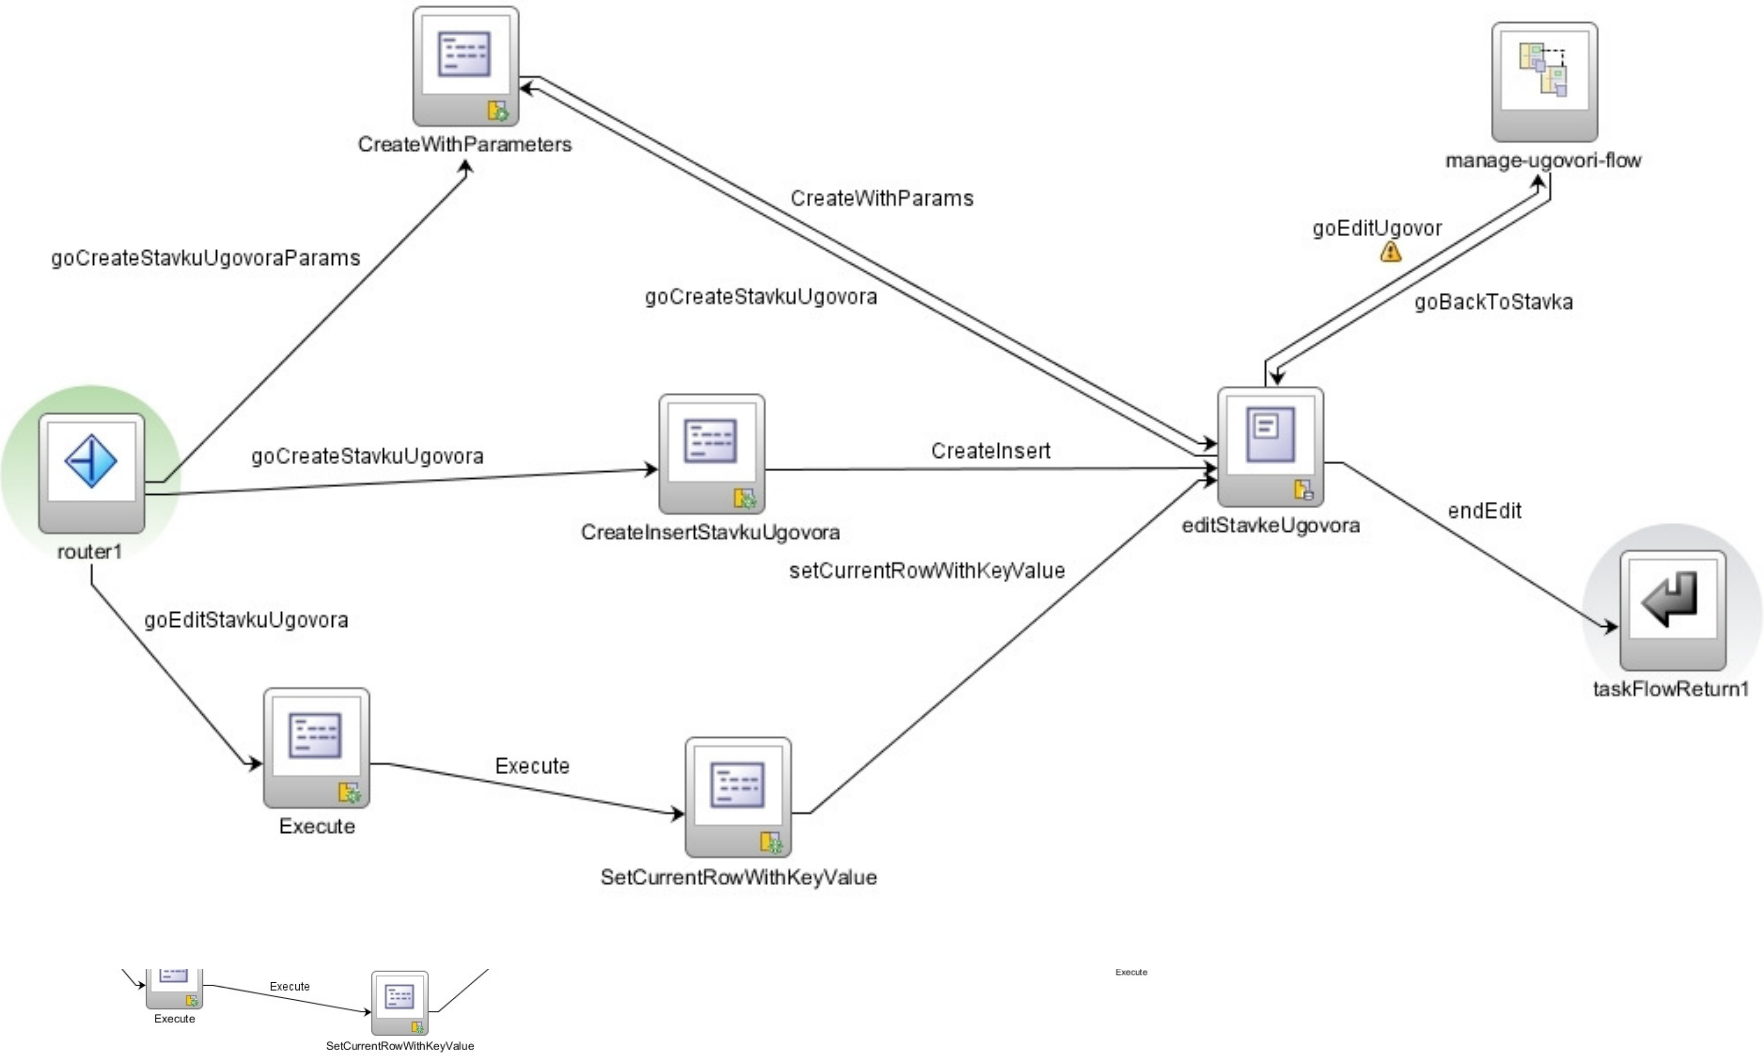 CreateWithParameters
manage-ugovori-flow
CreateWithParams
goEditUgovor
goCreateStavkuUgovoraParams
goCreateStavkuUgovora
goBackToStavka
goCreateStavkuUgovora
CreateInsert
router1
CreateInsertStavkuUgovora
editStavkeUgovora
endEdit
setCurrentRowWithKeyValue
goEditStavkuUgovora
taskFlowReturn1
Execute
Execute
SetCurrentRowWithKeyValue
Execute
Execute
Execute
SetCurrentRowWithKeyValue